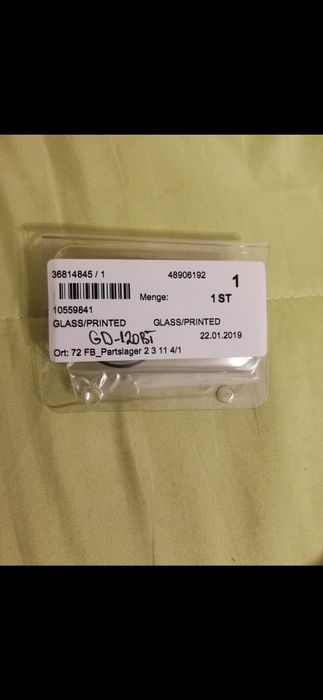 36814845 / 1 48906192 1
Menge: 1 ST
10559841
GLASS/PRINTED GLASS/PRINTED
GD-120BT 22.01.2019
Ort: 72 FB_Partslager 2 3 11 4/1